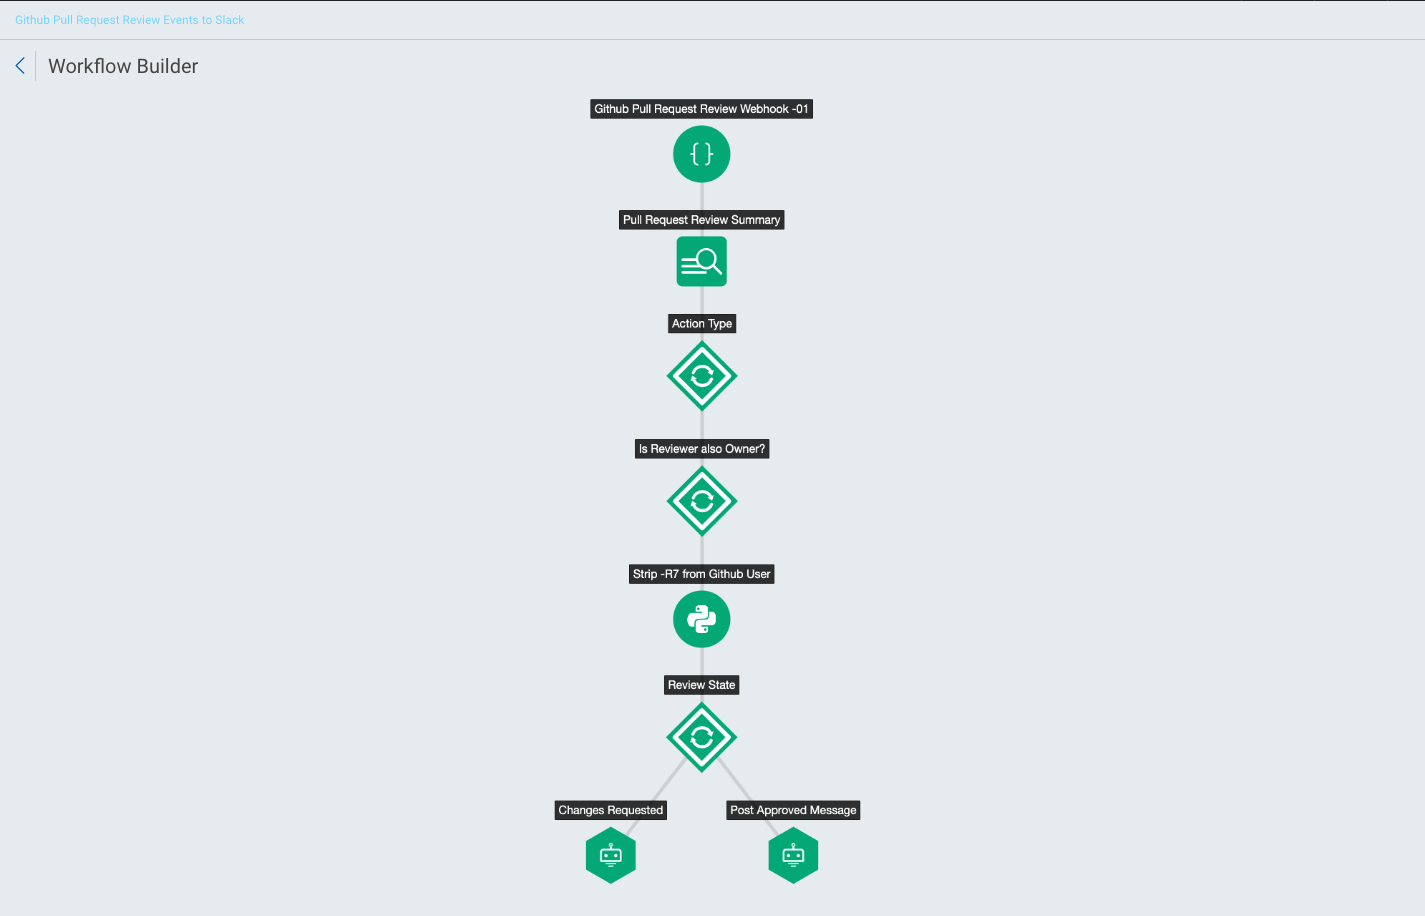 Github Pull Request Review Events to Slack
Workflow Builder
Github Pull Request Review Webhook -01
{ }
Pull Request Review Summary
Action Type
Is Reviewer also Owner?
Strip -R7 from Github User
Review State
Changes Requested
Post Approved Message